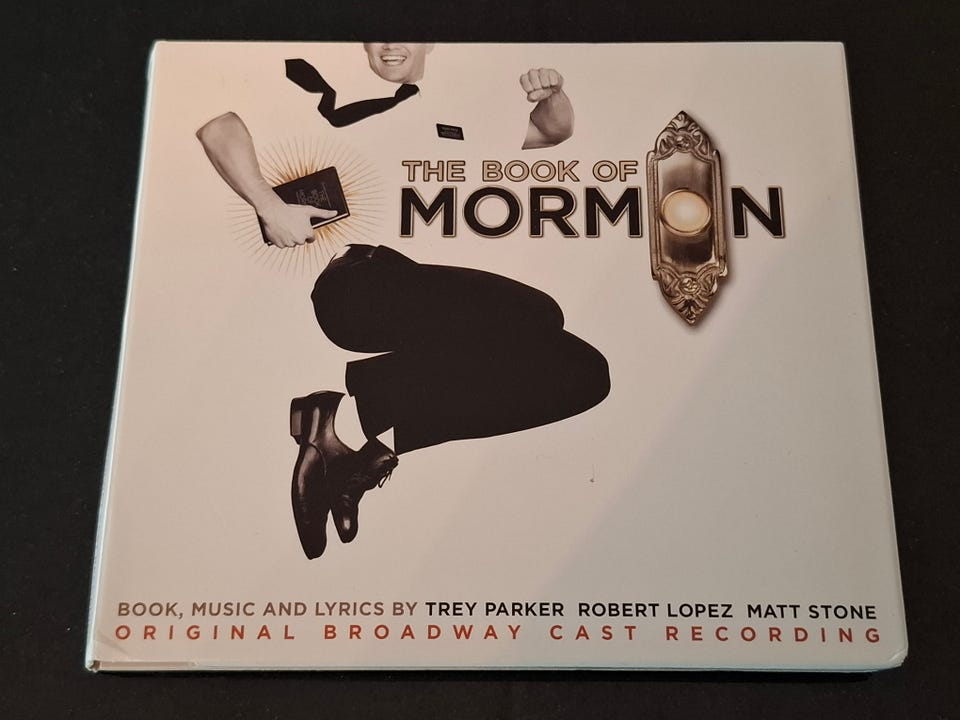 THE BOOK OF
MORMON
BOOK, MUSIC AND LYRICS BY TREY PARKER ROBERT LOPEZ MATT STONE
ORIGINAL BROADWAY CAST RECORDING